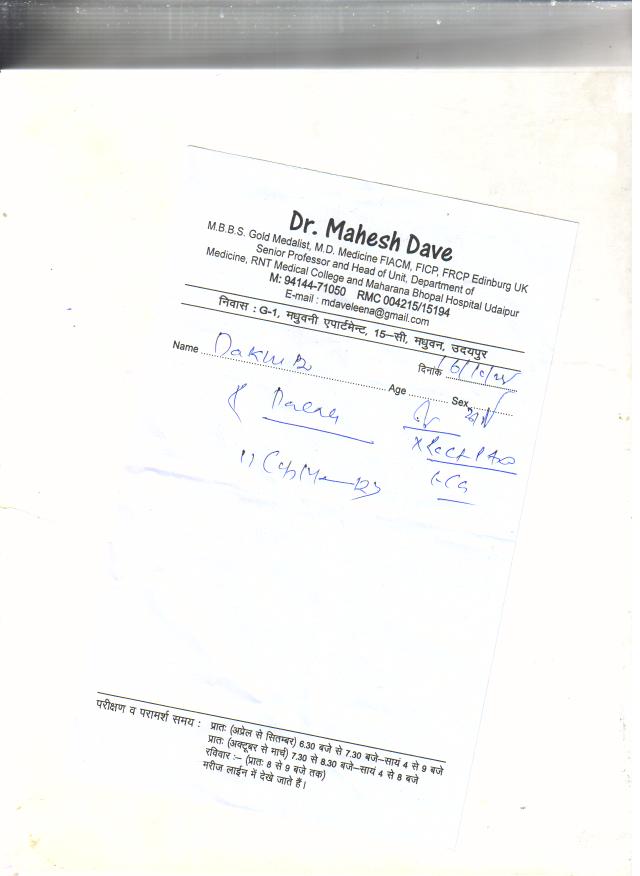 Dr. Mahesh Dave
M.B.B.S. Gold Medalist, M.D. Medicine FIACM, FICP, FRCP Edinburg UK
Senior Professor and Head of Unit, Department of
Medicine, RNT Medical College and Maharana Bhopal Hospital Udaipur
M: 94144-71050 RMC 004215/15194
E-mail : mdaveleena@gmail.com
निवास : G-1, मधुवनी एपार्टमेन्ट, 15–सी, मधुवन, उदयपुर
Name
दिनांक
Age Sex
परीक्षण व परामर्श समय : प्रातः (अप्रेल से सितम्बर) 6.30 बजे से 7.30 बजे–सायं 4 से 9 बजे
प्रातः (अक्टूबर से मार्च) 7.30 से 8.30 बजे–सायं 4 से 8 बजे
रविवार :– (प्रातः 8 से 9 बजे तक)
मरीज लाईन में देखे जाते हैं।